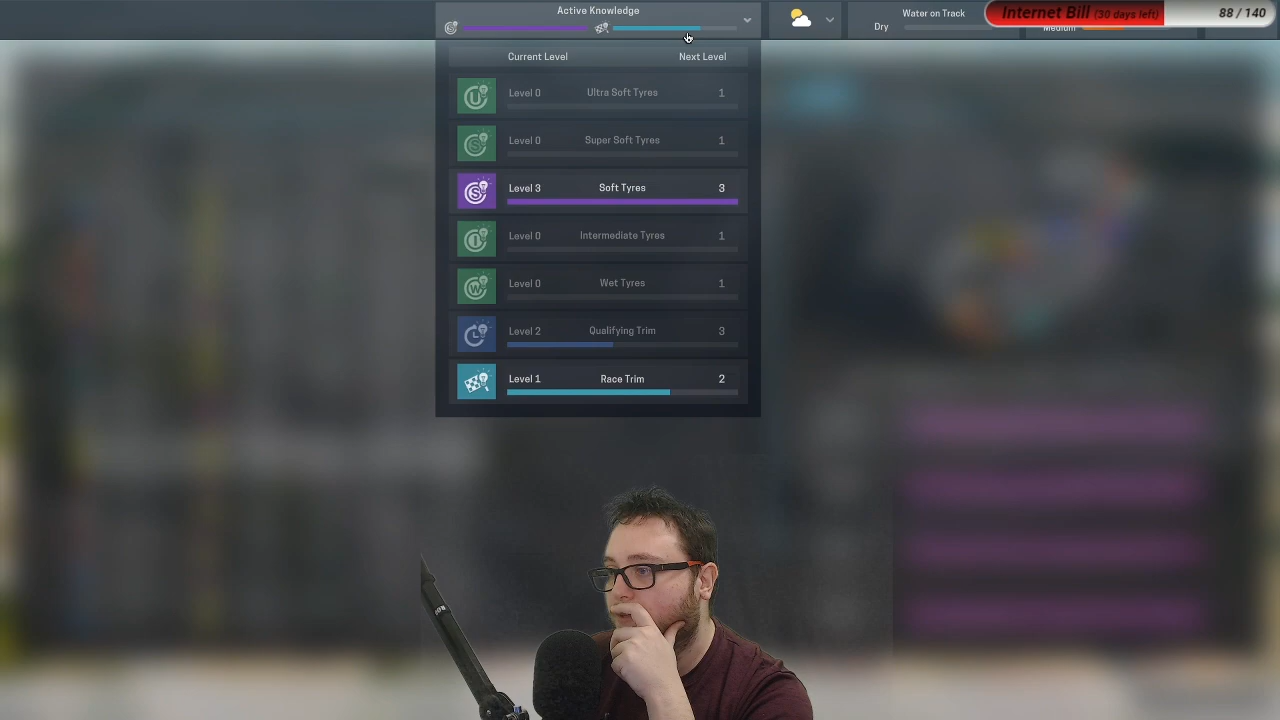 Active Knowledge
Water on Track
Dry
Internet Bill (30 days left) 88 / 140
Medium
Current Level Next Level
Level 0 Ultra Soft Tyres 1
Level 0 Super Soft Tyres 1
Level 3 Soft Tyres 3
Level 0 Intermediate Tyres 1
Level 0 Wet Tyres 1
Level 2 Qualifying Trim 3
Level 1 Race Trim 2